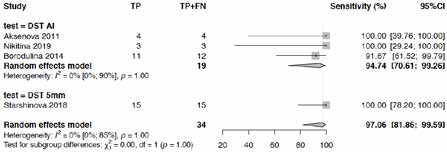 Study TP TP+FN Sensitivity (%) 95%CI
test = DST AI
Aksenova 2011 4 4 100.00 [39.76; 100.00]
Nikitina 2019 3 3 100.00 [29.24; 100.00]
Borodulina 2014 11 12 91.67 [61.52; 99.79]
Random effects model 19 94.74 [70.61; 99.26]
Heterogeneity: I² = 0% [0%; 90%], p = 1.00
test = DST 5mm
Starshinova 2018 15 15 100.00 [78.20; 100.00]
Random effects model 34 97.06 [81.86; 99.59]
Heterogeneity: I² = 0% [0%; 85%], p = 1.00
Test for subgroup differences: χ₁² = 0.00, df = 1 (p = 1.00)
20 40 60 80 100